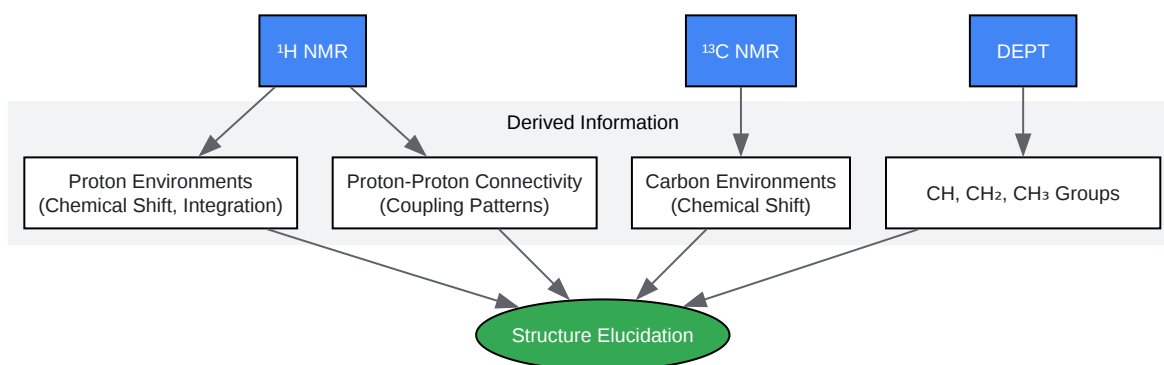 ¹H NMR
¹³C NMR
DEPT
Derived Information
Proton Environments
(Chemical Shift, Integration)
Proton-Proton Connectivity
(Coupling Patterns)
Carbon Environments
(Chemical Shift)
CH, CH₂, CH₃ Groups
Structure Elucidation